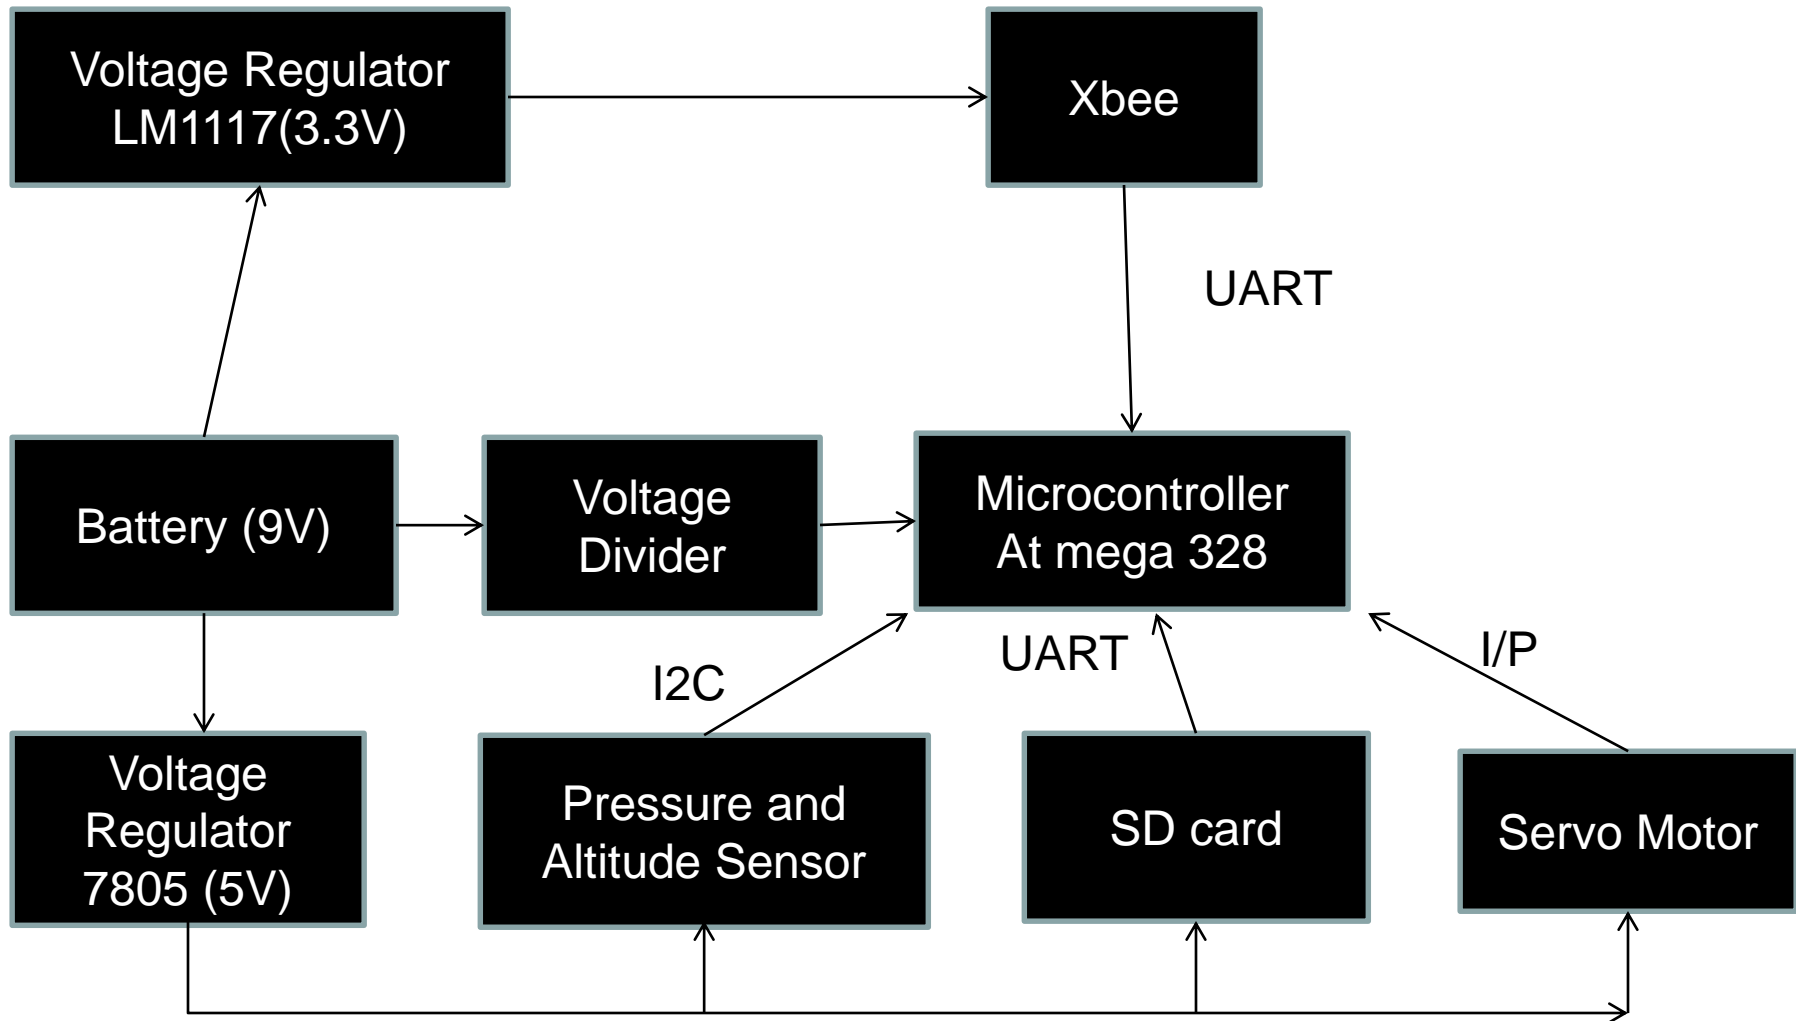 Voltage Regulator
LM1117(3.3V)
Xbee
UART
Battery (9V)
Voltage
Divider
Microcontroller
At mega 328
I2C
UART
I/P
Voltage
Regulator
7805 (5V)
Pressure and
Altitude Sensor
SD card
Servo Motor